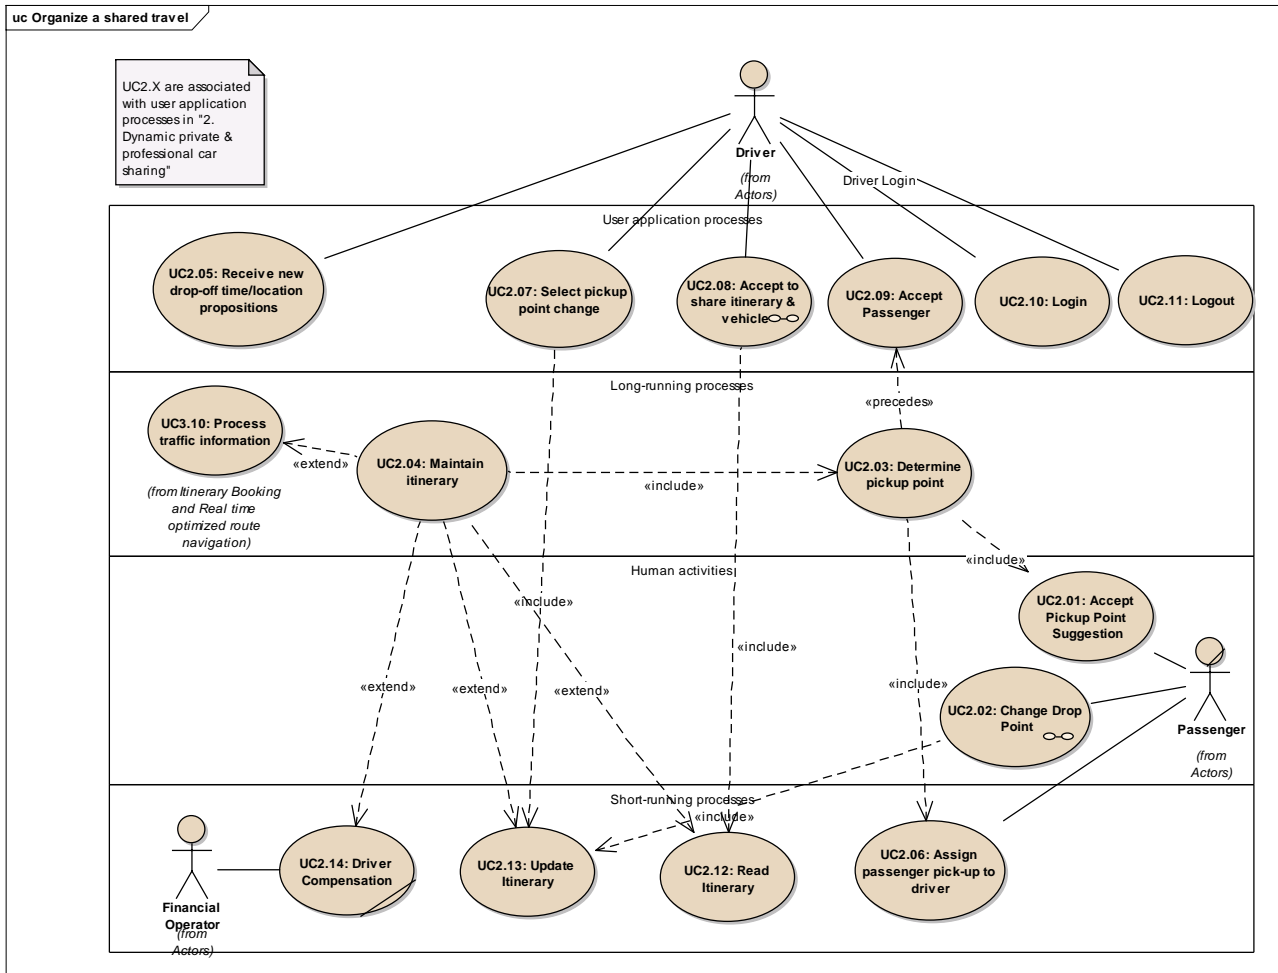 uc Organize a shared travel
UC2.X are associated
with user application
processes in "2.
Dynamic private &
professional car
sharing"
Driver
(from
Actors)
Driver Login
User application processes
UC2.05: Receive new
drop-off time/location
propositions
UC2.07: Select pickup
point change
UC2.08: Accept to
share itinerary &
vehicle
UC2.09: Accept
Passenger
UC2.10: Login
UC2.11: Logout
Long-running processes
«precedes»
UC3.10: Process
traffic information
(from Itinerary Booking
and Real time
optimized route
navigation)
«extend»
UC2.04: Maintain
itinerary
«include»
UC2.03: Determine
pickup point
Human activities
«include»
«include»
«include»
UC2.01: Accept
Pickup Point
Suggestion
«extend»
«extend»
«extend»
«include»
UC2.02: Change Drop
Point
Passenger
(from
Actors)
Short-running processes
«include»
Financial
Operator
(from
Actors)
UC2.14: Driver
Compensation
UC2.13: Update
Itinerary
UC2.12: Read
Itinerary
UC2.06: Assign
passenger pick-up to
driver